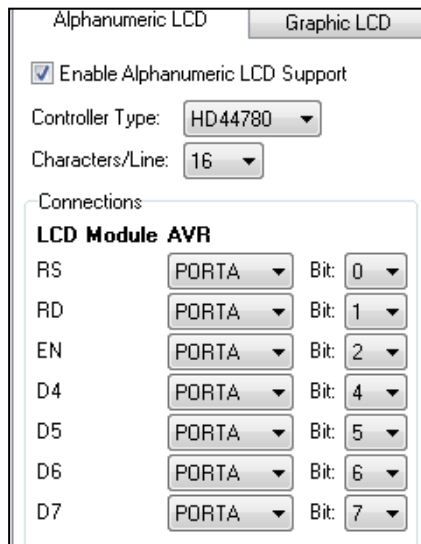 Alphanumeric LCD Graphic LCD
Enable Alphanumeric LCD Support
Controller Type: HD44780
Characters/Line: 16
Connections
LCD Module AVR
RS PORTA Bit: 0
RD PORTA Bit: 1
EN PORTA Bit: 2
D4 PORTA Bit: 4
D5 PORTA Bit: 5
D6 PORTA Bit: 6
D7 PORTA Bit: 7